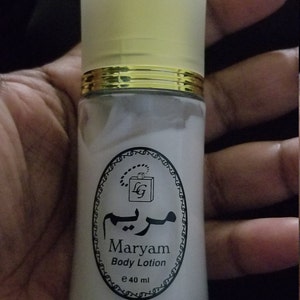 LG
مريم
Maryam
Body Lotion
℮ 40 ml